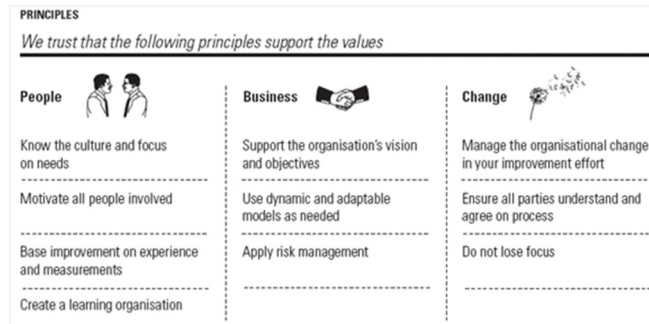 PRINCIPLES
We trust that the following principles support the values
People
Know the culture and focus
on needs
Motivate all people involved
Base improvement on experience
and measurements
Create a learning organisation
Business
Support the organisation's vision
and objectives
Use dynamic and adaptable
models as needed
Apply risk management
Change
Manage the organisational change
in your improvement effort
Ensure all parties understand and
agree on process
Do not lose focus